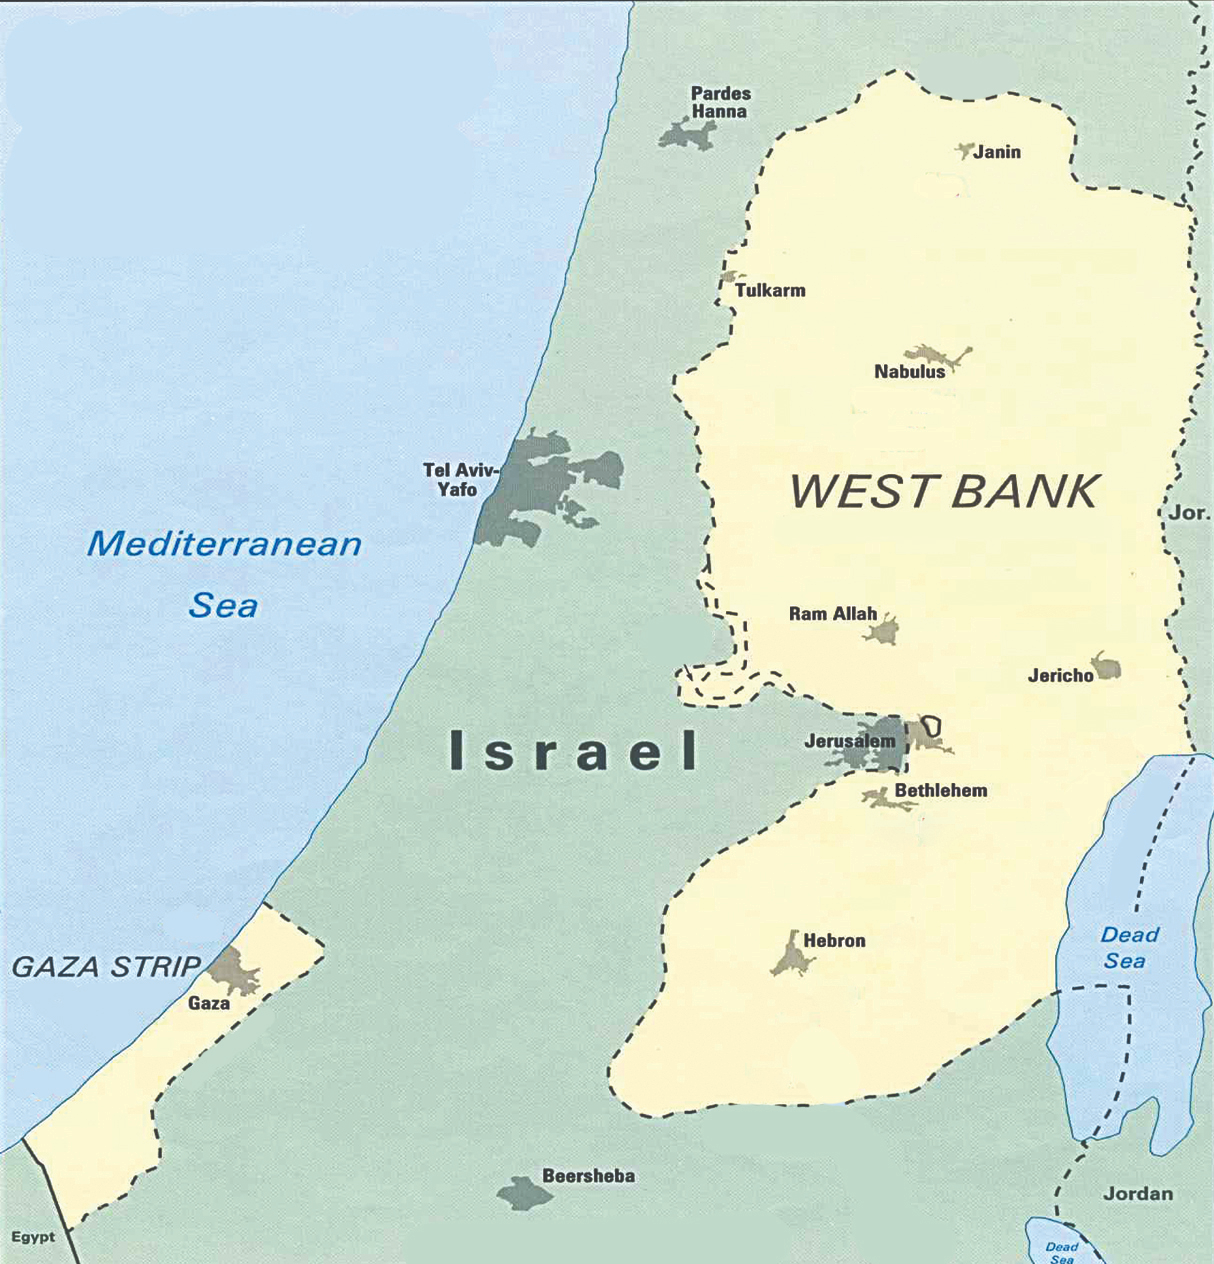 Pardes
Hanna
Janin
Tulkarm
Nabulus
Tel Aviv-
Yafo
WEST BANK
Jor.
Mediterranean
Sea
Ram Allah
Jericho
Israel
Jerusalem
Bethlehem
Hebron
Dead
Sea
GAZA STRIP
Gaza
Beersheba
Jordan
Egypt
Dead
Sea